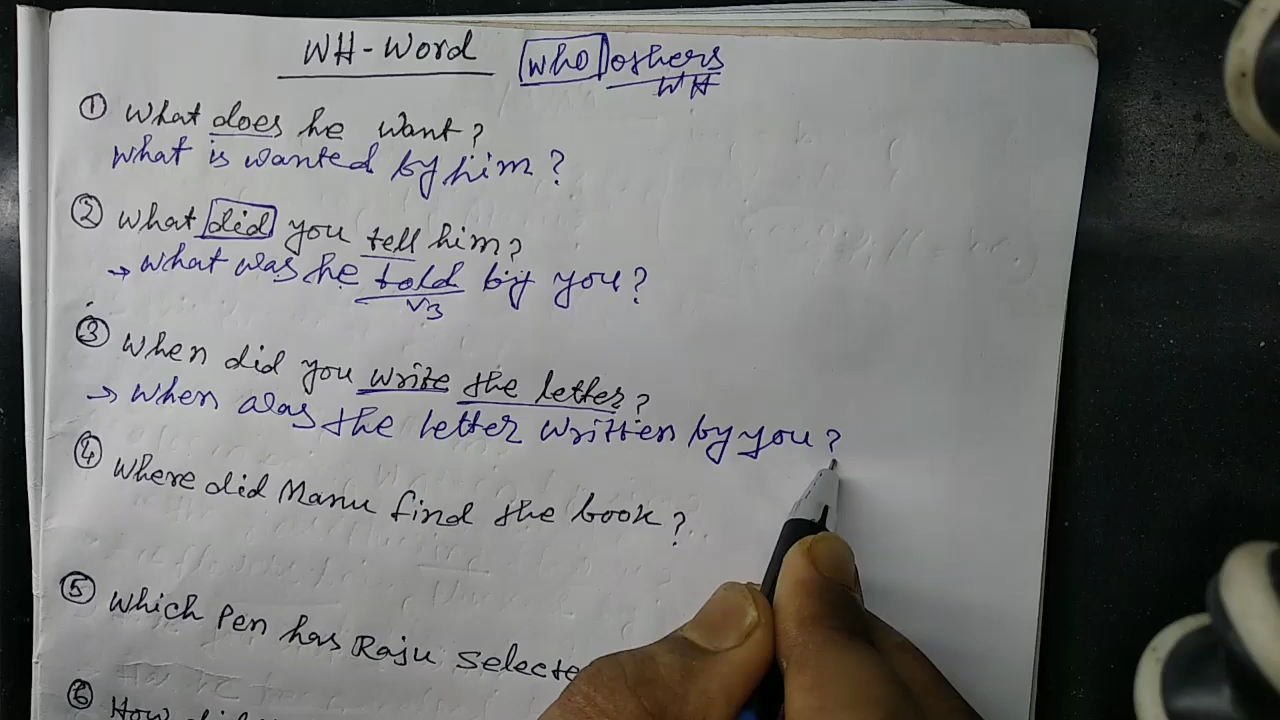 WH-Word who others
WH
① What does he want?
What is wanted by him?
② What did you tell him?
→ What was he told by you?
V3
③ When did you write the letter?
→ When was the letter written by you?
④ Where did Manu find the book?
⑤ Which Pen has Raju
⑥ How